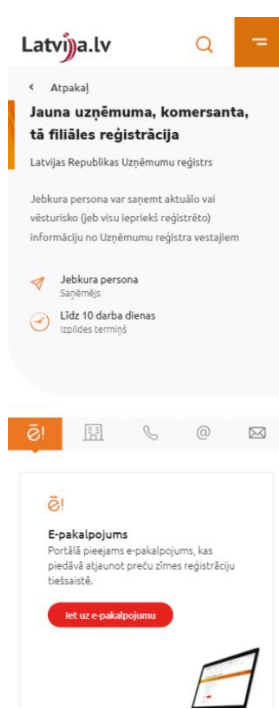 Latvija.lv
Atpakaļ
Jauna uzņēmuma, komersanta,
tā filiāles reģistrācija
Latvijas Republikas Uzņēmumu reģistrs
Jebkura persona var saņemt aktuālo vai
vēsturisko (jeb visu iepriekš reģistrēto)
informāciju no Uzņēmumu reģistra vestajiem
Jebkura persona
Saņēmējs
Līdz 10 darba dienas
Izpildes termiņš
ē!
@
ē!
E-pakalpojums
Portālā pieejams e-pakalpojums, kas
piedāvā atjaunot preču zīmes reģistrāciju
tiešsaistē.
Iet uz e-pakalpojumu